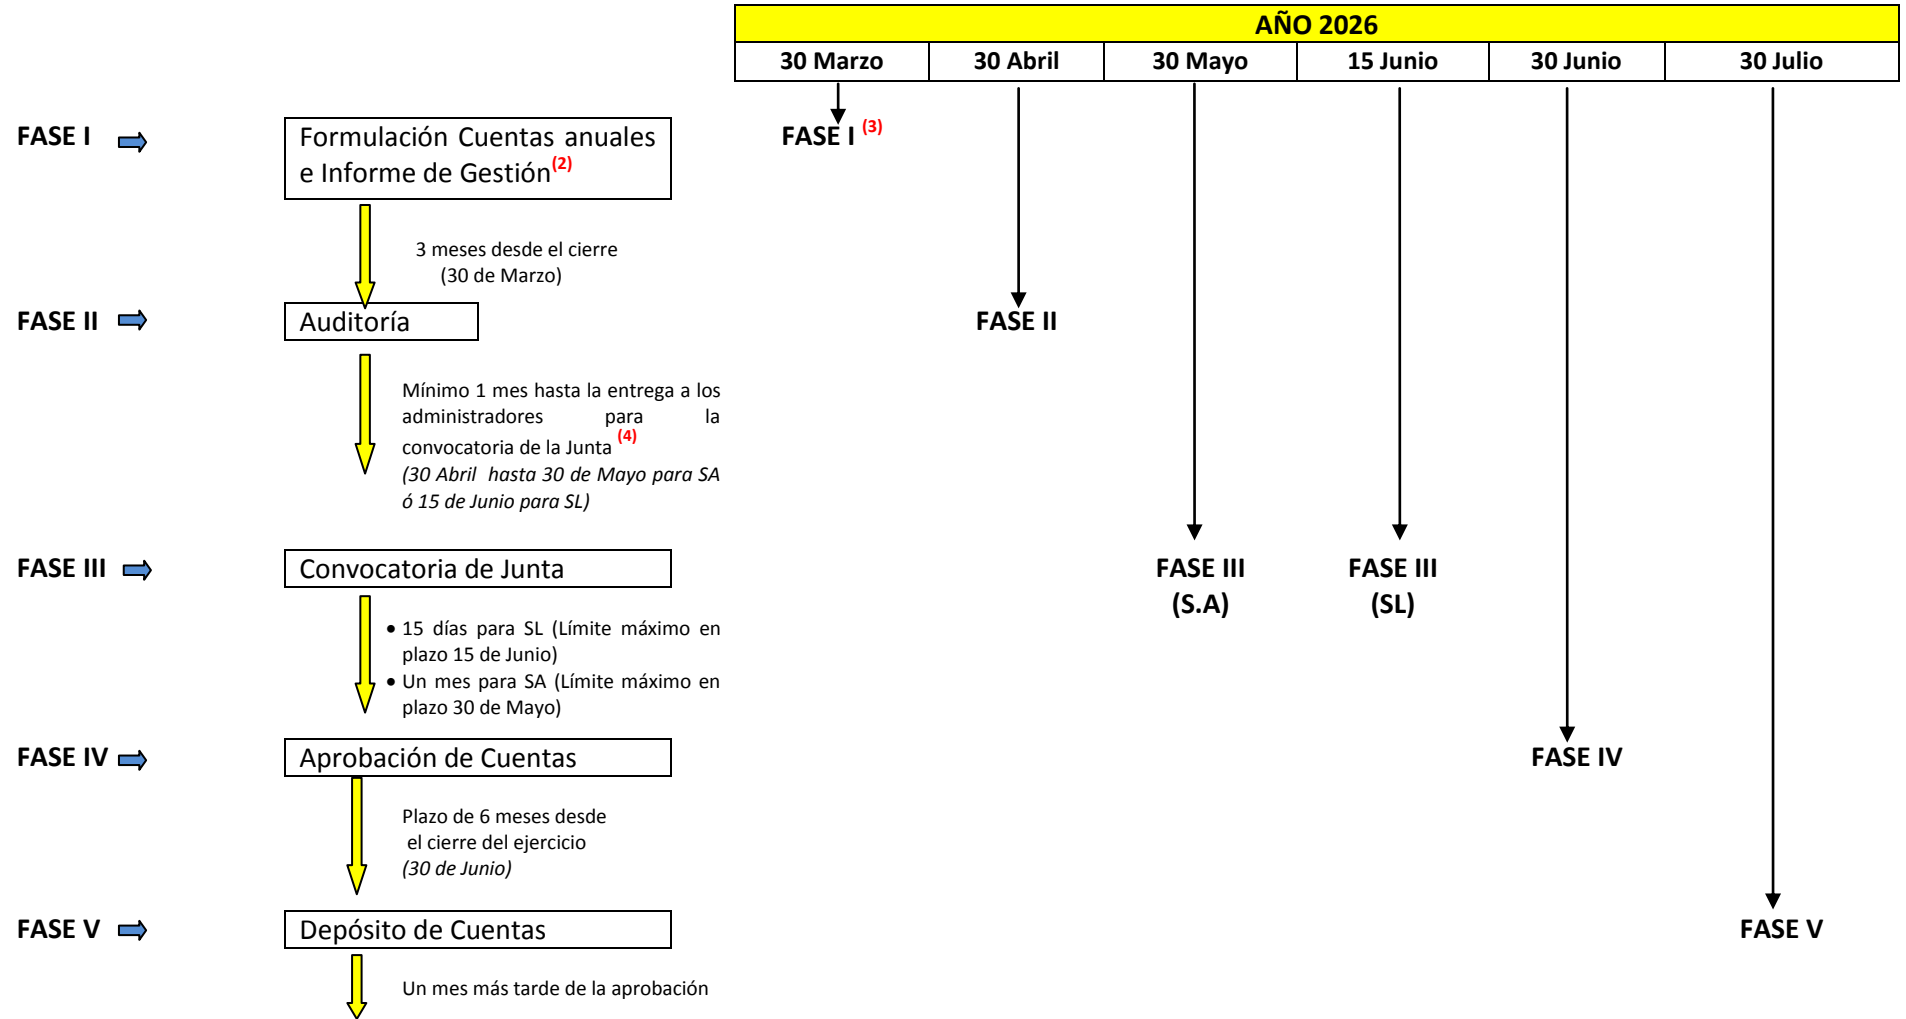 AÑO 2026
30 Marzo 30 Abril 30 Mayo 15 Junio 30 Junio 30 Julio
FASE I
Formulación Cuentas anuales
e Informe de Gestión(2)
FASE I (3)
3 meses desde el cierre
(30 de Marzo)
FASE II
Auditoría
FASE II
Mínimo 1 mes hasta la entrega a los
administradores para la
convocatoria de la Junta (4)
(30 Abril hasta 30 de Mayo para SA
ó 15 de Junio para SL)
FASE III
Convocatoria de Junta
FASE III
(S.A)
FASE III
(SL)
• 15 días para SL (Límite máximo en
plazo 15 de Junio)
• Un mes para SA (Límite máximo en
plazo 30 de Mayo)
FASE IV
Aprobación de Cuentas
FASE IV
Plazo de 6 meses desde
el cierre del ejercicio
(30 de Junio)
FASE V
Depósito de Cuentas
FASE V
Un mes más tarde de la aprobación